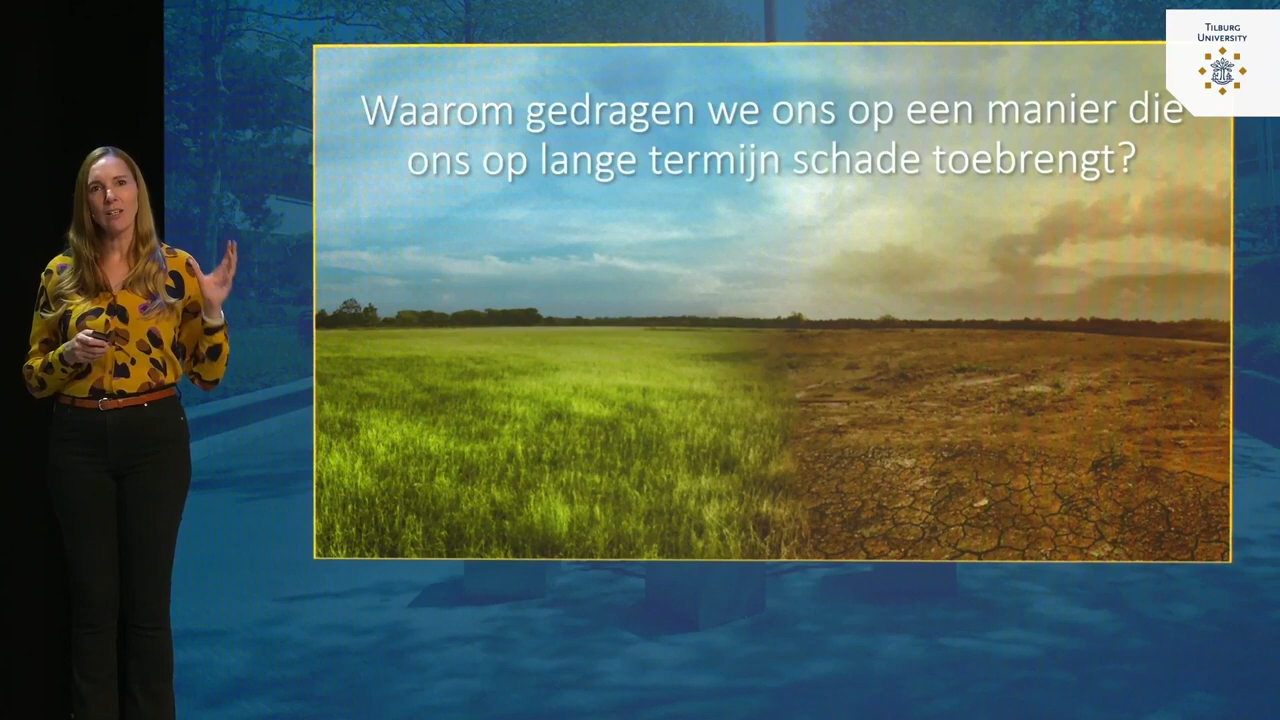 TILBURG
UNIVERSITY
Waarom gedragen we ons op een manier die
ons op lange termijn schade toebrengt?